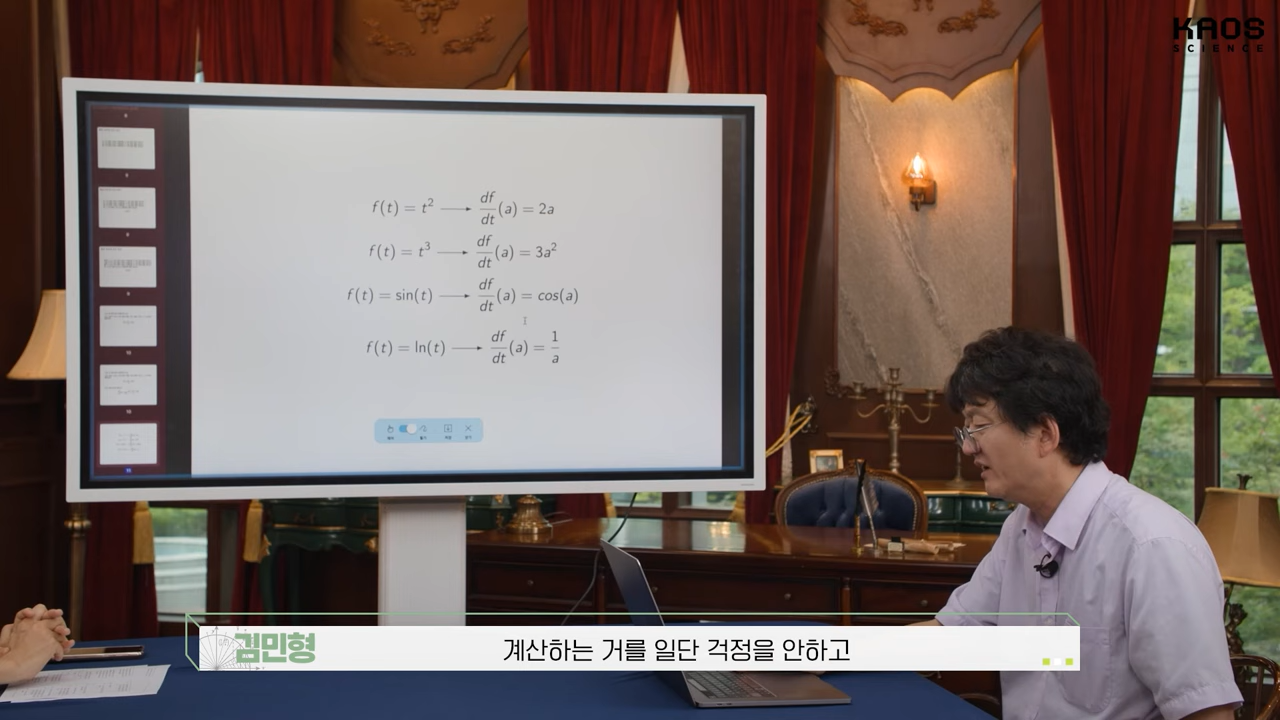 KAOS
SCIENCE
f(t) = t² ⟶ df/dt (a) = 2a
f(t) = t³ ⟶ df/dt (a) = 3a²
f(t) = sin(t) ⟶ df/dt (a) = cos(a)
f(t) = ln(t) ⟶ df/dt (a) = 1/a
김민형 계산하는 거를 일단 걱정을 안하고